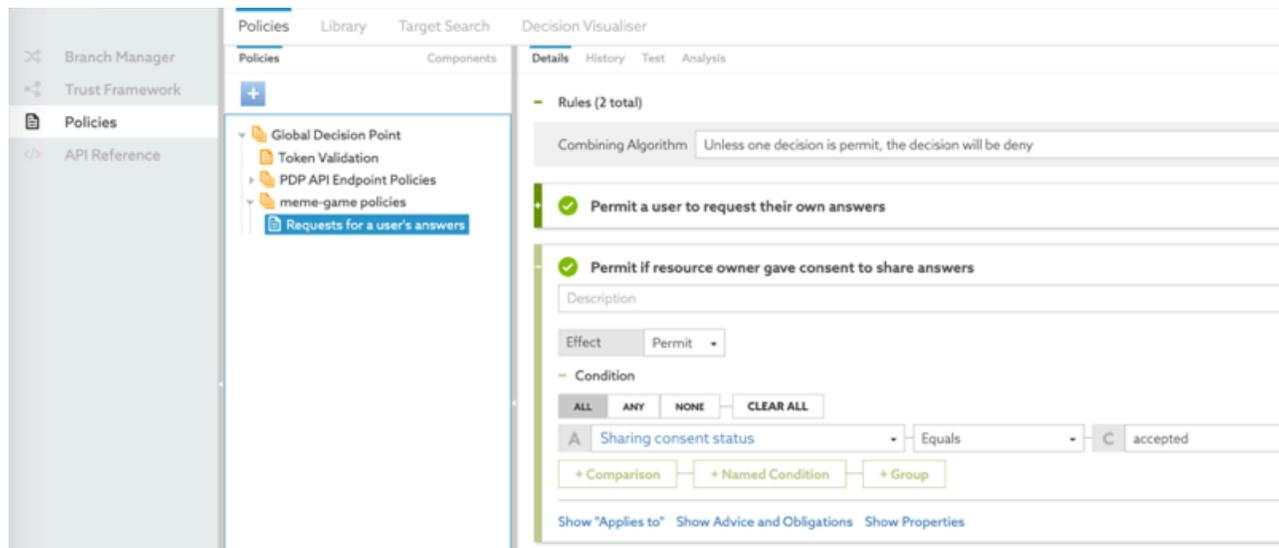 Policies Library Target Search Decision Visualiser
Branch Manager
Trust Framework
Policies
API Reference
Policies Components
Global Decision Point
Token Validation
PDP API Endpoint Policies
meme-game policies
Requests for a user's answers
Details History Test Analysis
Rules (2 total)
Combining Algorithm Unless one decision is permit, the decision will be deny
Permit a user to request their own answers
Permit if resource owner gave consent to share answers
Description
Effect Permit
Condition
ALL ANY NONE CLEAR ALL
A Sharing consent status Equals C accepted
+ Comparison + Named Condition + Group
Show "Applies to" Show Advice and Obligations Show Properties